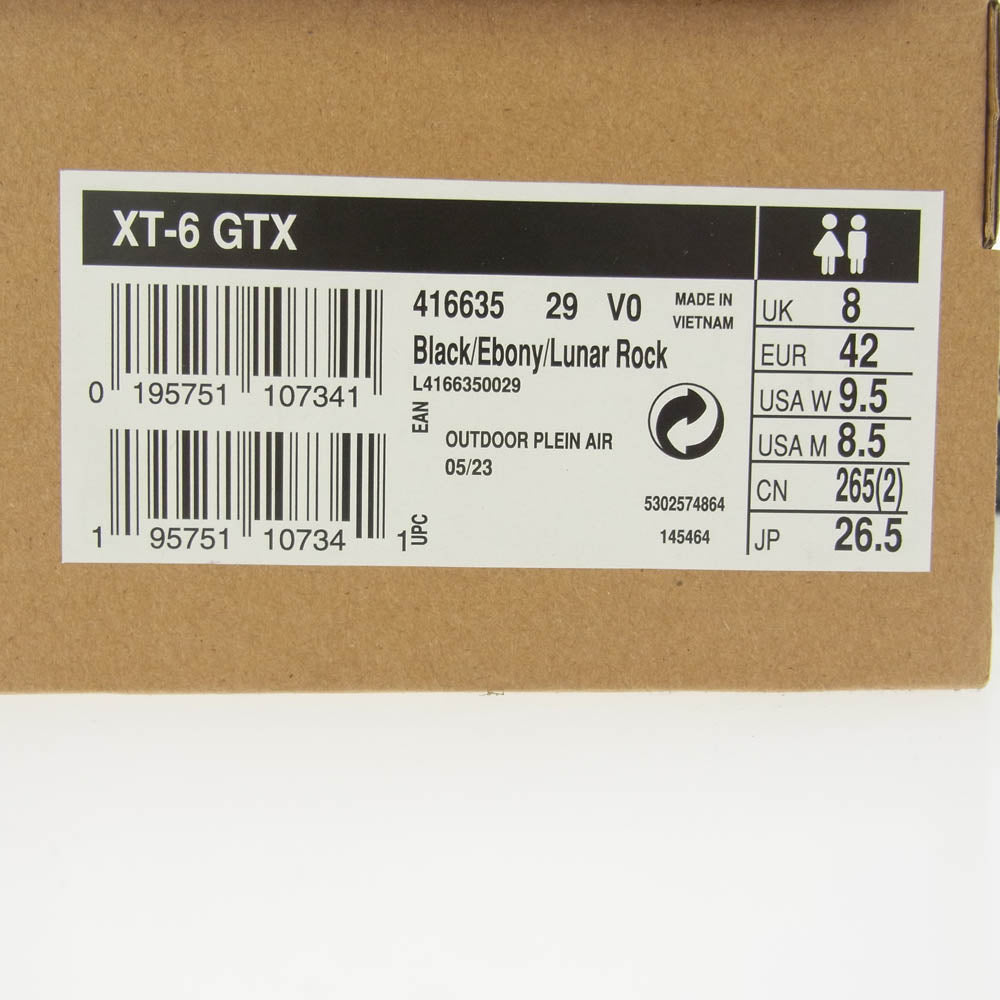 XT-6 GTX
0 195751 107341
EAN
1 95751 10734 1
UPC
416635 29 V0
MADE IN
VIETNAM
Black/Ebony/Lunar Rock
L4166350029
OUTDOOR PLEIN AIR
05/23
5302574864
145464
UK 8
EUR 42
USA W 9.5
USA M 8.5
CN 265(2)
JP 26.5